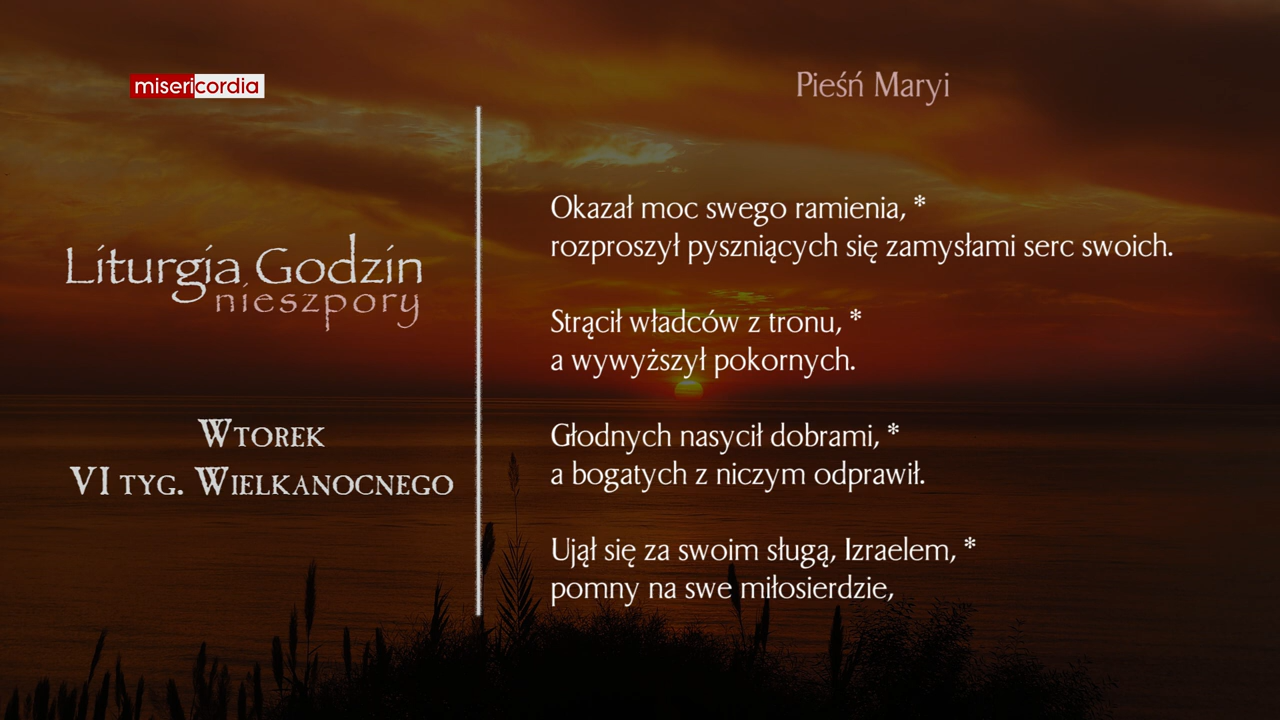 misericordia
Liturgia Godzin
nieszpory
Wtorek
VI tyg. Wielkanocnego
Pieśń Maryi
Okazał moc swego ramienia, *
rozproszył pyszniących się zamysłami serc swoich.
Strącił władców z tronu, *
a wywyższył pokornych.
Głodnych nasycił dobrami, *
a bogatych z niczym odprawił.
Ujął się za swoim sługą, Izraelem, *
pomny na swe miłosierdzie,